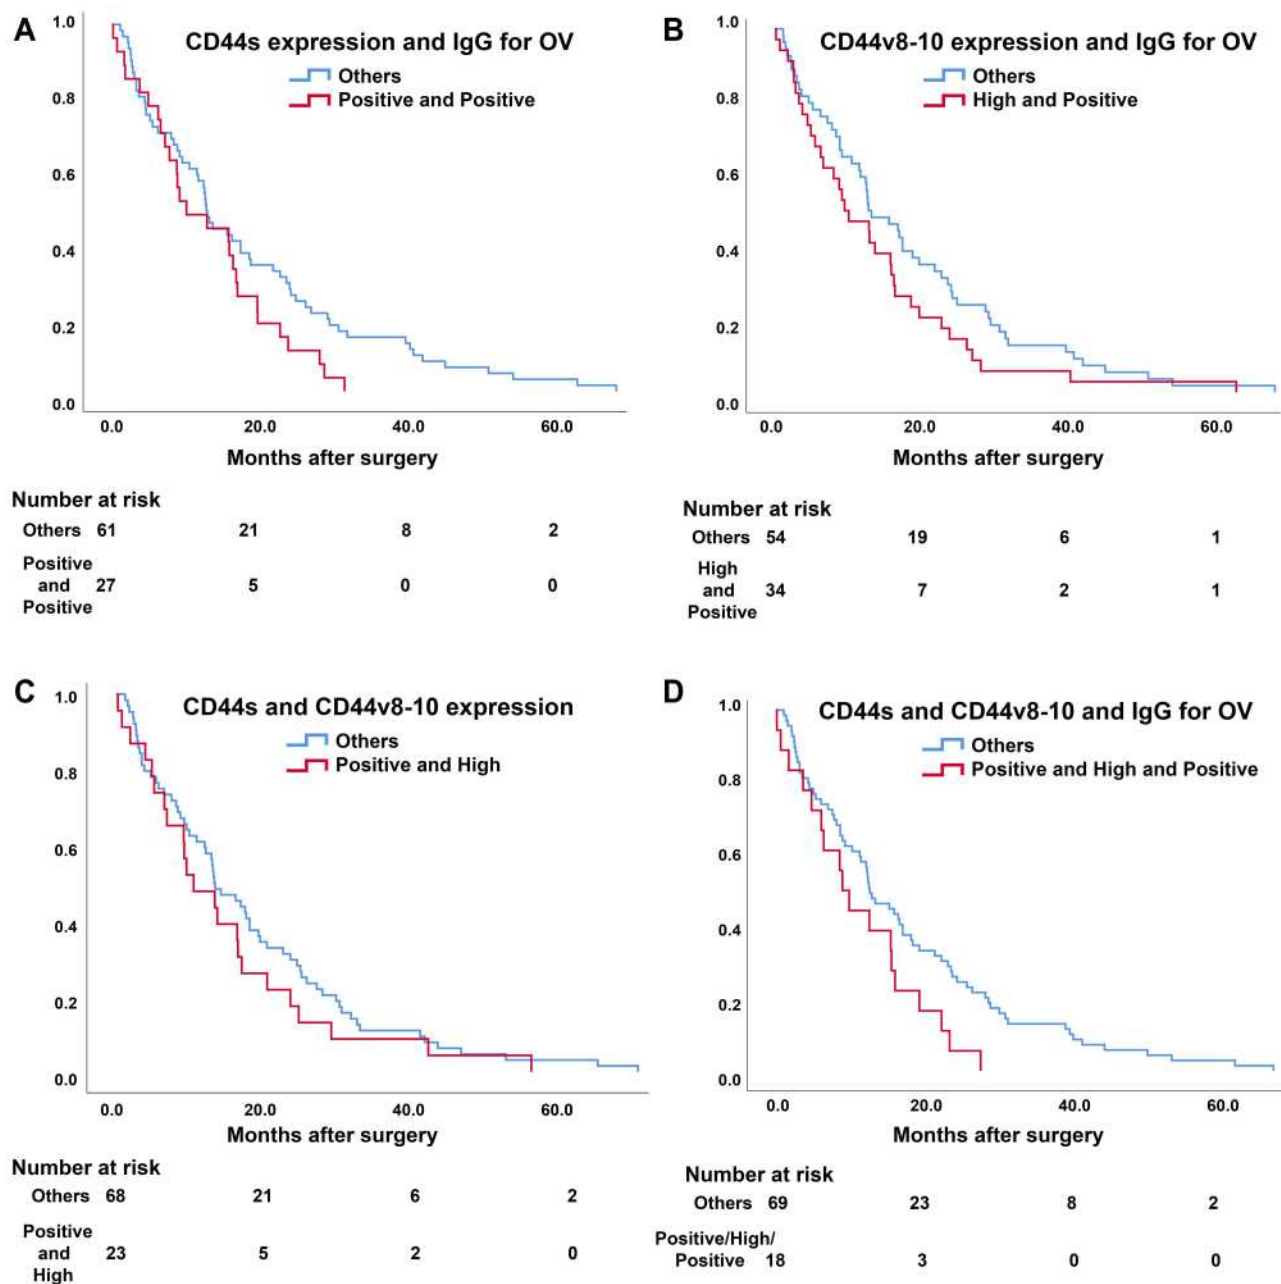 A
CD44s expression and IgG for OV
Others
Positive and Positive
1.0
0.8
0.6
0.4
0.2
0.0
0.0 20.0 40.0 60.0
Months after surgery
Number at risk
Others 61 21 8 2
Positive
and 27 5 0 0
Positive
B
CD44v8-10 expression and IgG for OV
Others
High and Positive
1.0
0.8
0.6
0.4
0.2
0.0
0.0 20.0 40.0 60.0
Months after surgery
Number at risk
Others 54 19 6 1
High
and 34 7 2 1
Positive
C
CD44s and CD44v8-10 expression
Others
Positive and High
1.0
0.8
0.6
0.4
0.2
0.0
0.0 20.0 40.0 60.0
Months after surgery
Number at risk
Others 68 21 6 2
Positive
and 23 5 2 0
High
D
CD44s and CD44v8-10 and IgG for OV
Others
Positive and High and Positive
1.0
0.8
0.6
0.4
0.2
0.0
0.0 20.0 40.0 60.0
Months after surgery
Number at risk
Others 69 23 8 2
Positive/High/
Positive 18 3 0 0